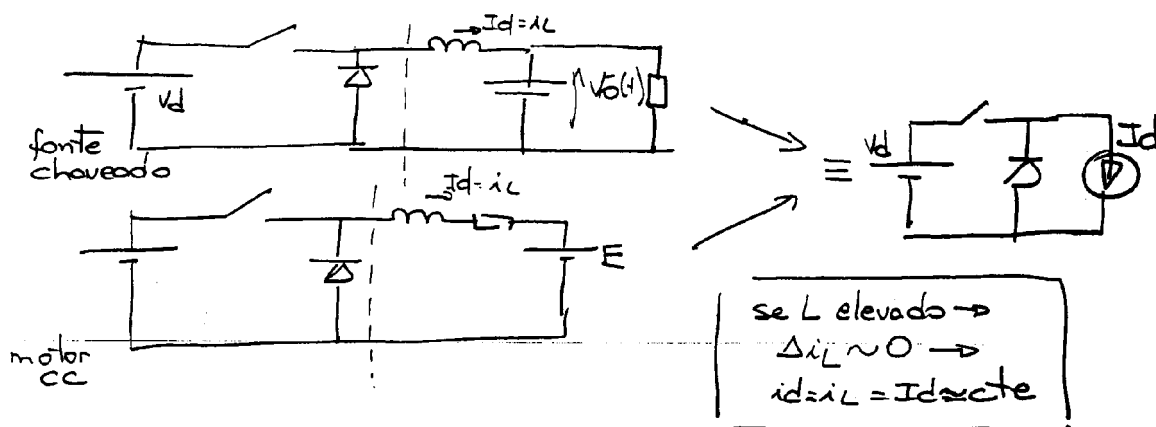 Id=iL
Vd
Vo(t)
fonte
chaveado
Id=iL
E
motor
cc
≡
Vd
Id
se L elevado →
ΔiL ~ 0 →
id=iL = Id≈cte